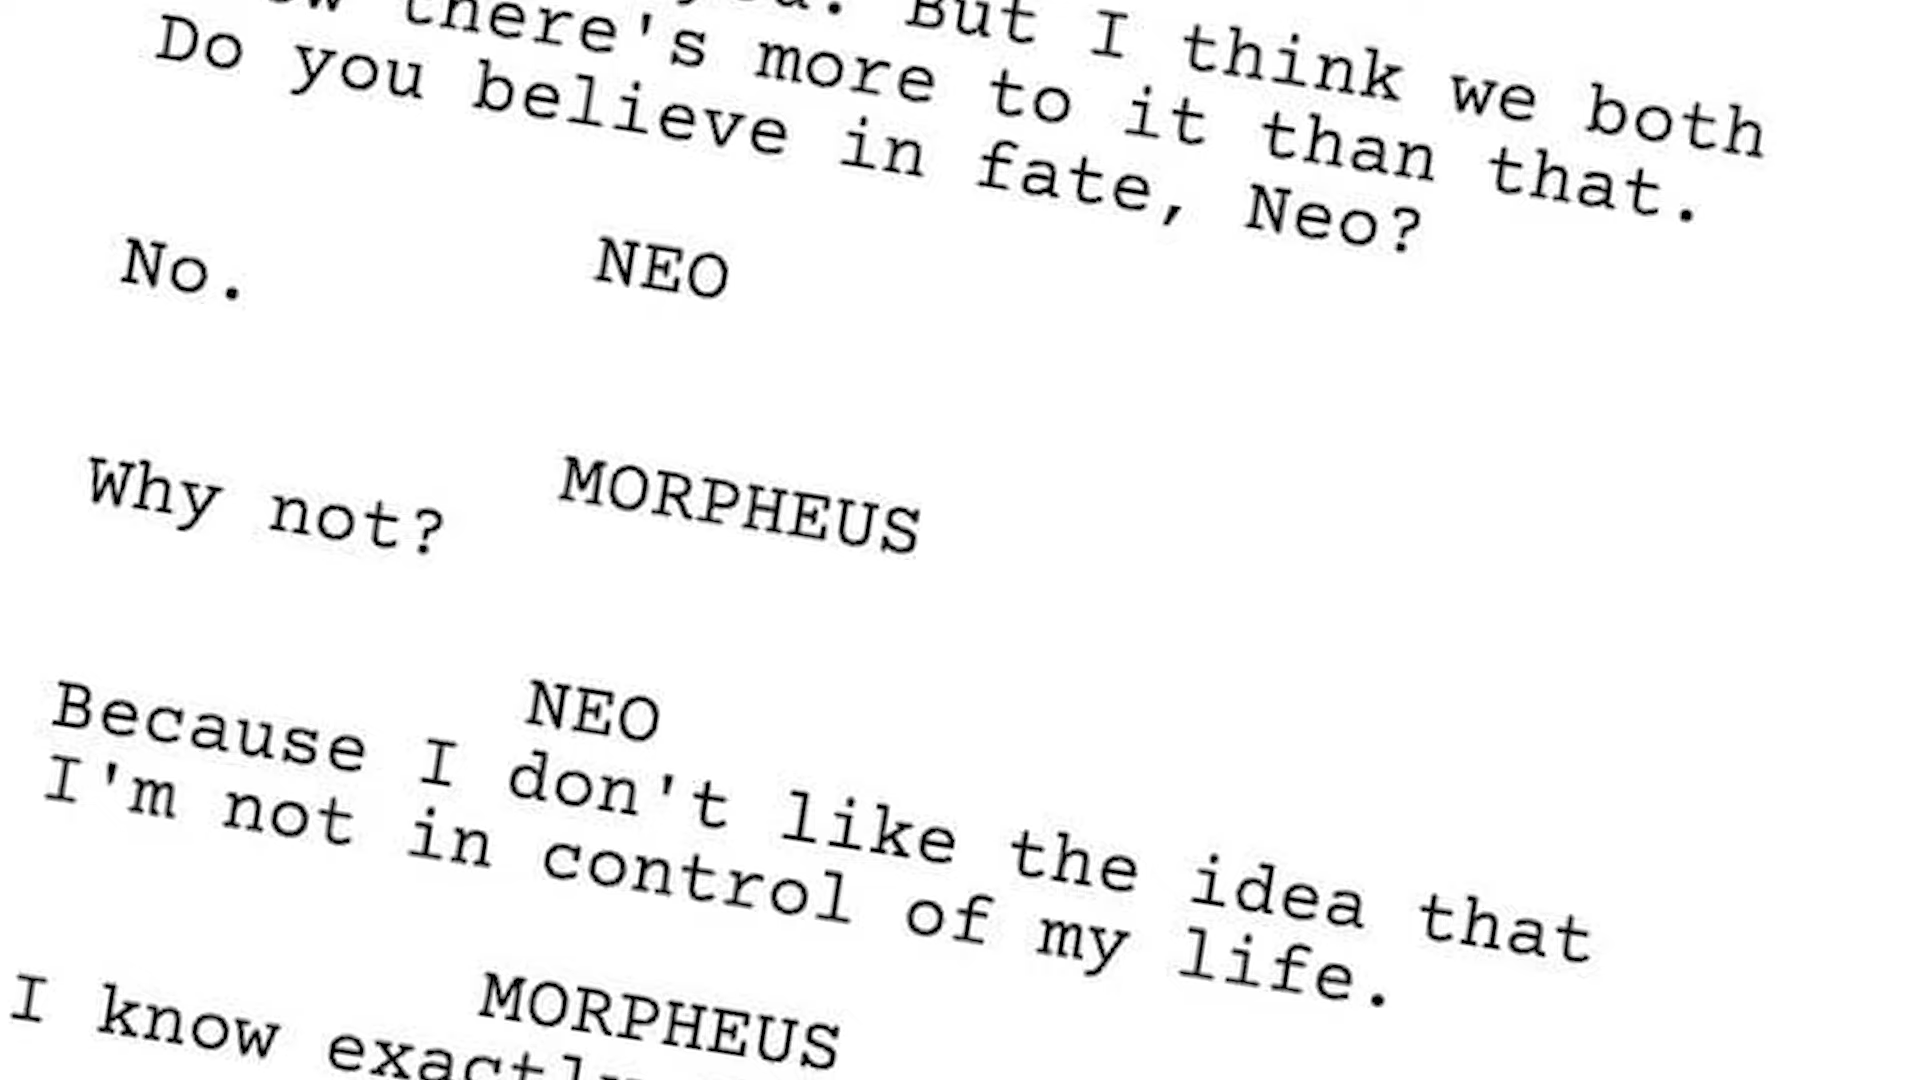 But I think we both
there's more to it than that.
Do you believe in fate, Neo?
NEO
No.
MORPHEUS
Why not?
NEO
Because I don't like the idea that
I'm not in control of my life.
MORPHEUS
I know exactly